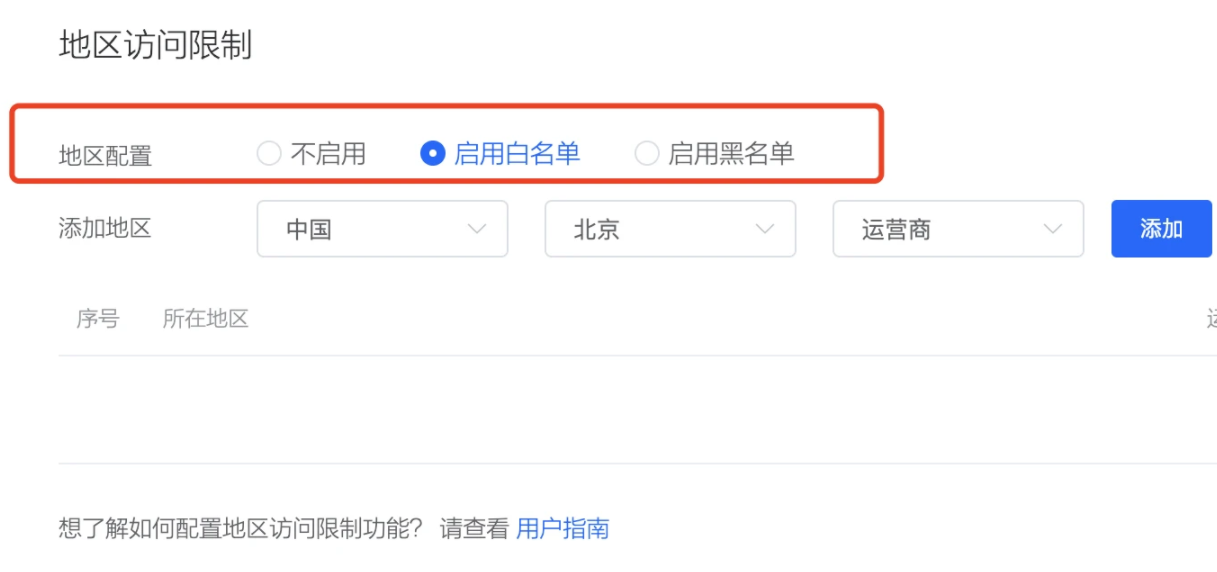 地区访问限制
地区配置 不启用 启用白名单 启用黑名单
添加地区 中国 北京 运营商 添加
序号 所在地区
想了解如何配置地区访问限制功能? 请查看 用户指南